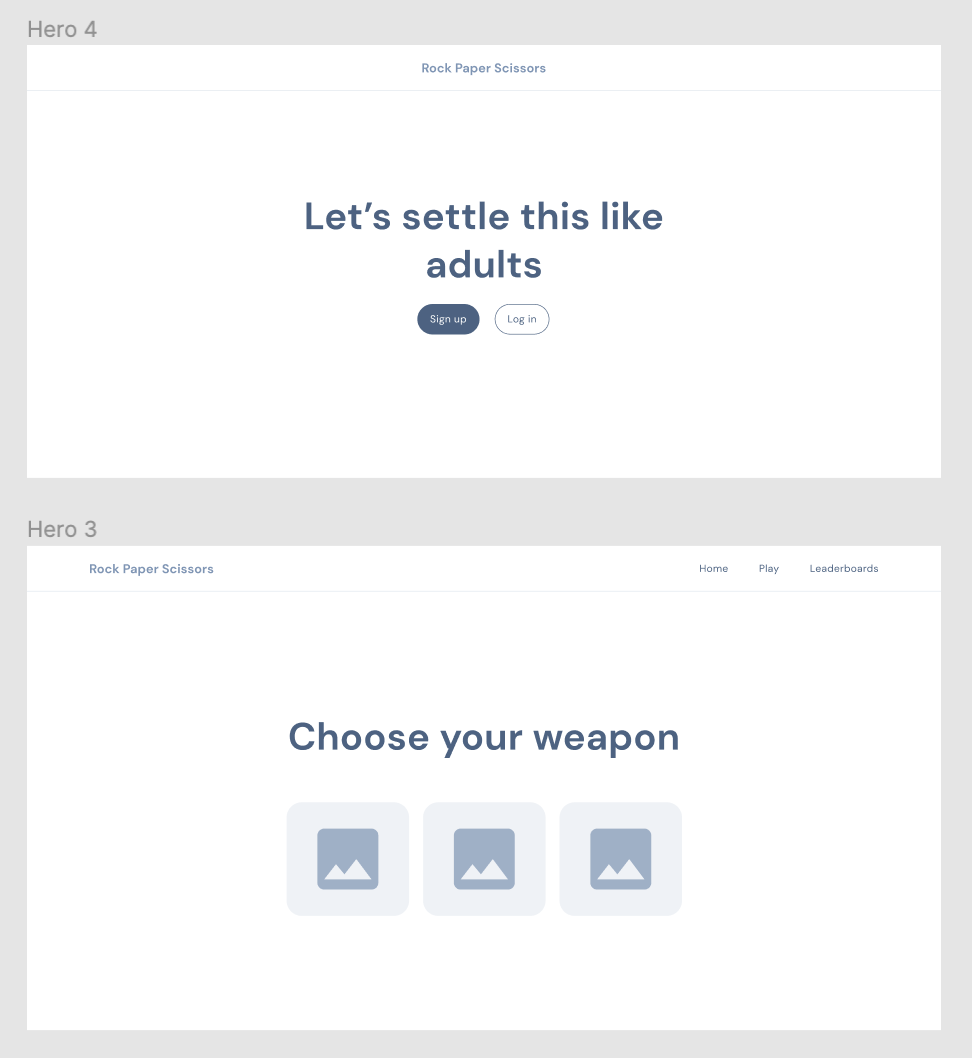 Hero 4
Rock Paper Scissors
Let’s settle this like
adults
Sign up
Log in
Hero 3
Rock Paper Scissors
Home
Play
Leaderboards
Choose your weapon